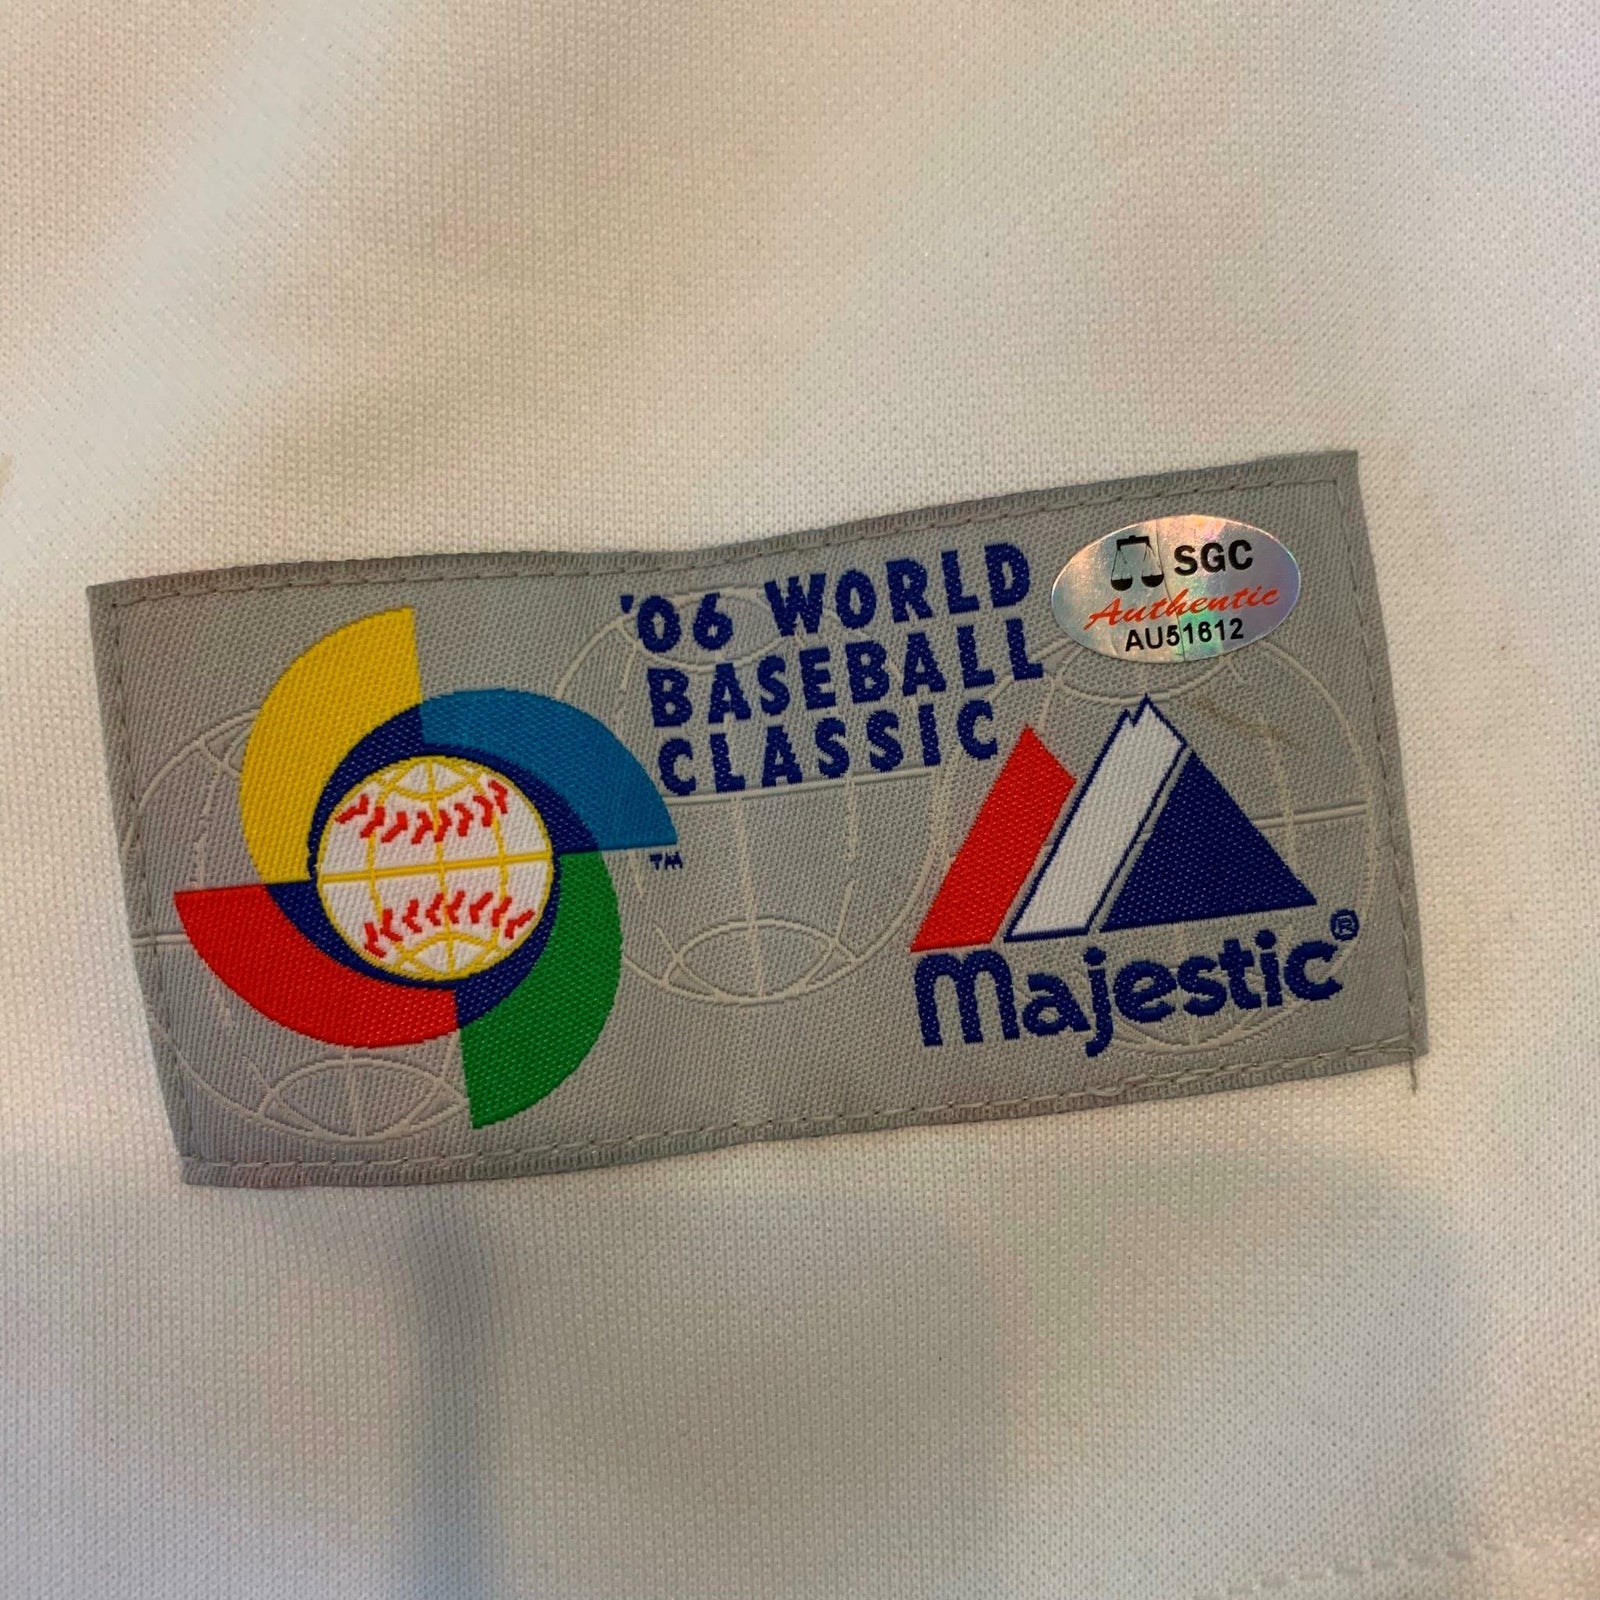 '06 WORLD
BASEBALL
CLASSIC
TM
SGC
Authentic
AU51612
Majestic®